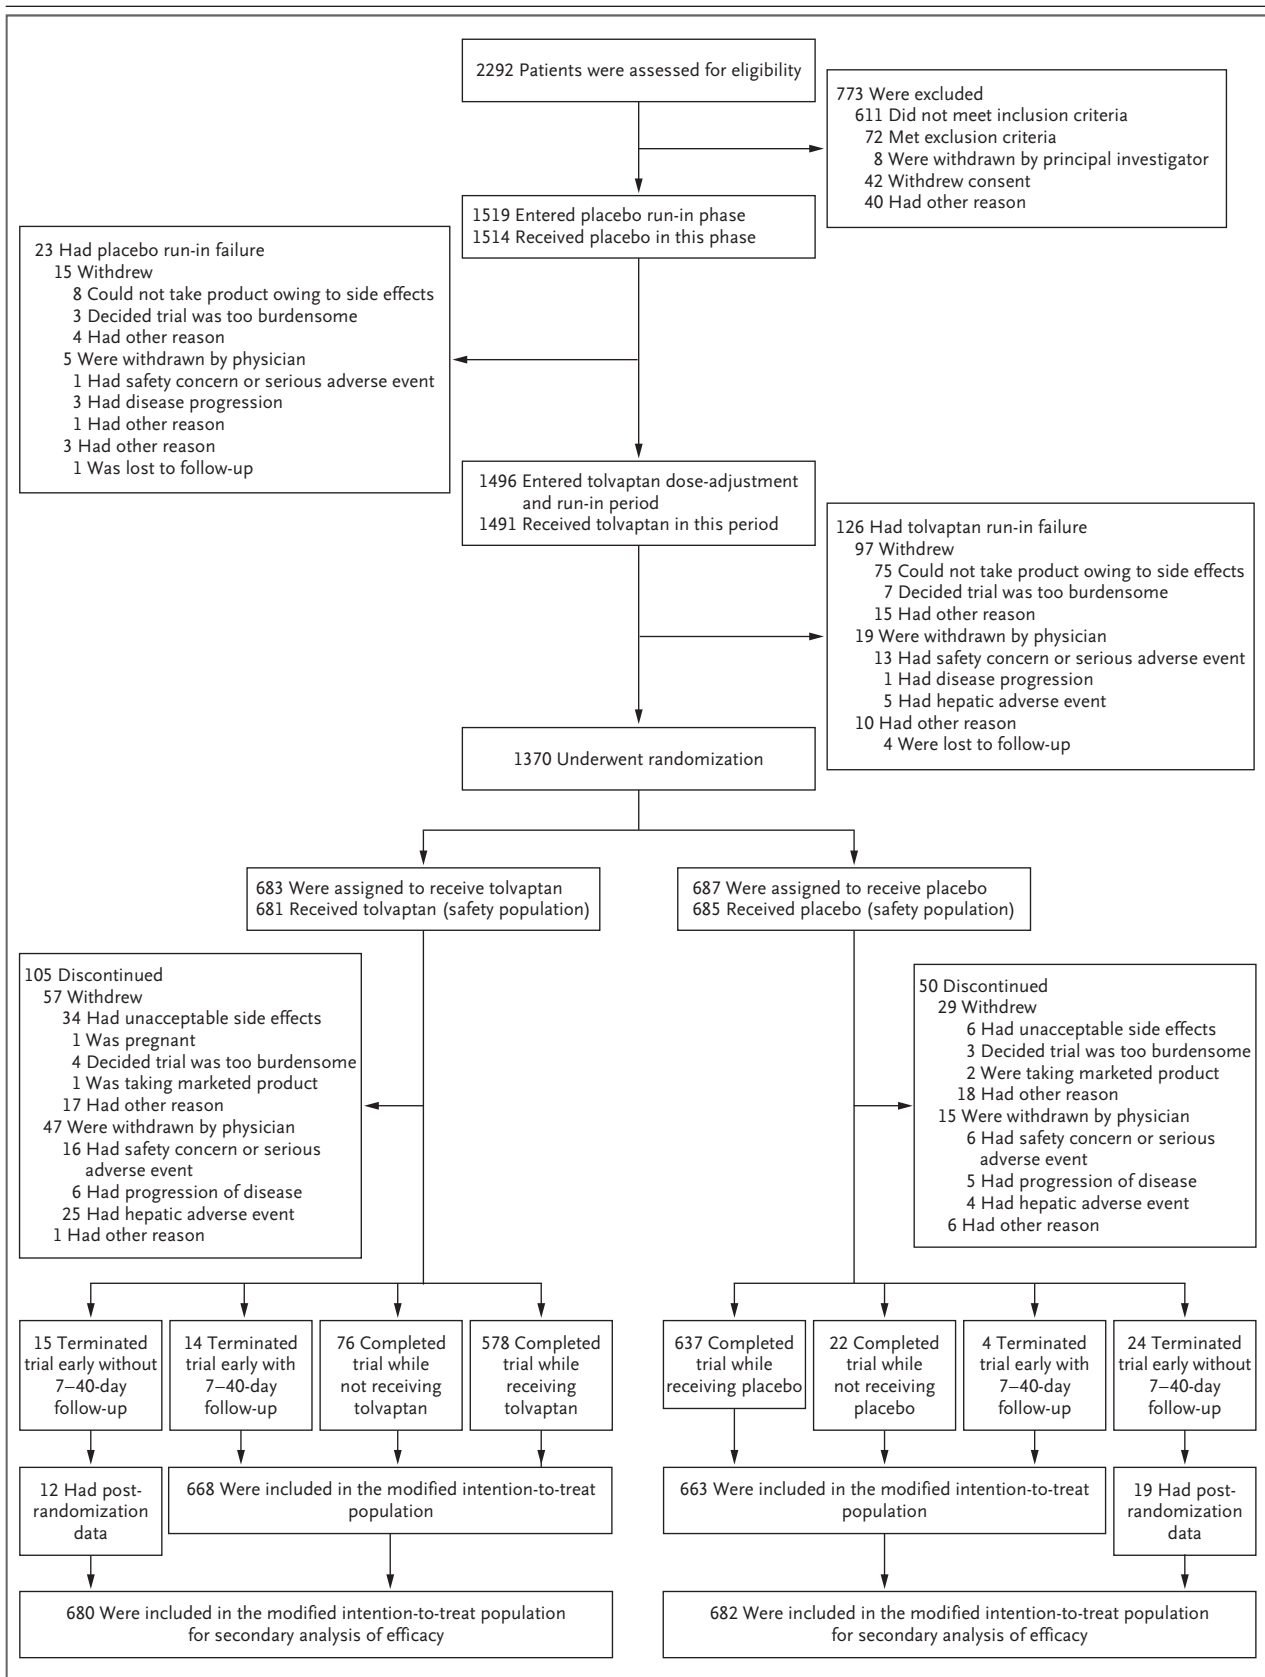 2292 Patients were assessed for eligibility
773 Were excluded
611 Did not meet inclusion criteria
72 Met exclusion criteria
8 Were withdrawn by principal investigator
42 Withdrew consent
40 Had other reason
1519 Entered placebo run-in phase
1514 Received placebo in this phase
23 Had placebo run-in failure
15 Withdrew
8 Could not take product owing to side effects
3 Decided trial was too burdensome
4 Had other reason
5 Were withdrawn by physician
1 Had safety concern or serious adverse event
3 Had disease progression
1 Had other reason
3 Had other reason
1 Was lost to follow-up
1496 Entered tolvaptan dose-adjustment
and run-in period
1491 Received tolvaptan in this period
126 Had tolvaptan run-in failure
97 Withdrew
75 Could not take product owing to side effects
7 Decided trial was too burdensome
15 Had other reason
19 Were withdrawn by physician
13 Had safety concern or serious adverse event
1 Had disease progression
5 Had hepatic adverse event
10 Had other reason
4 Were lost to follow-up
1370 Underwent randomization
683 Were assigned to receive tolvaptan
681 Received tolvaptan (safety population)
687 Were assigned to receive placebo
685 Received placebo (safety population)
105 Discontinued
57 Withdrew
34 Had unacceptable side effects
1 Was pregnant
4 Decided trial was too burdensome
1 Was taking marketed product
17 Had other reason
47 Were withdrawn by physician
16 Had safety concern or serious
adverse event
6 Had progression of disease
25 Had hepatic adverse event
1 Had other reason
50 Discontinued
29 Withdrew
6 Had unacceptable side effects
3 Decided trial was too burdensome
2 Were taking marketed product
18 Had other reason
15 Were withdrawn by physician
6 Had safety concern or serious
adverse event
5 Had progression of disease
4 Had hepatic adverse event
6 Had other reason
15 Terminated
trial early without
7–40-day
follow-up
14 Terminated
trial early with
7–40-day
follow-up
76 Completed
trial while
not receiving
tolvaptan
578 Completed
trial while
receiving
tolvaptan
637 Completed
trial while
receiving placebo
22 Completed
trial while
not receiving
placebo
4 Terminated
trial early with
7–40-day
follow-up
24 Terminated
trial early without
7–40-day
follow-up
12 Had post-
randomization
data
668 Were included in the modified intention-to-treat
population
663 Were included in the modified intention-to-treat
population
19 Had post-
randomization
data
680 Were included in the modified intention-to-treat population
for secondary analysis of efficacy
682 Were included in the modified intention-to-treat population
for secondary analysis of efficacy